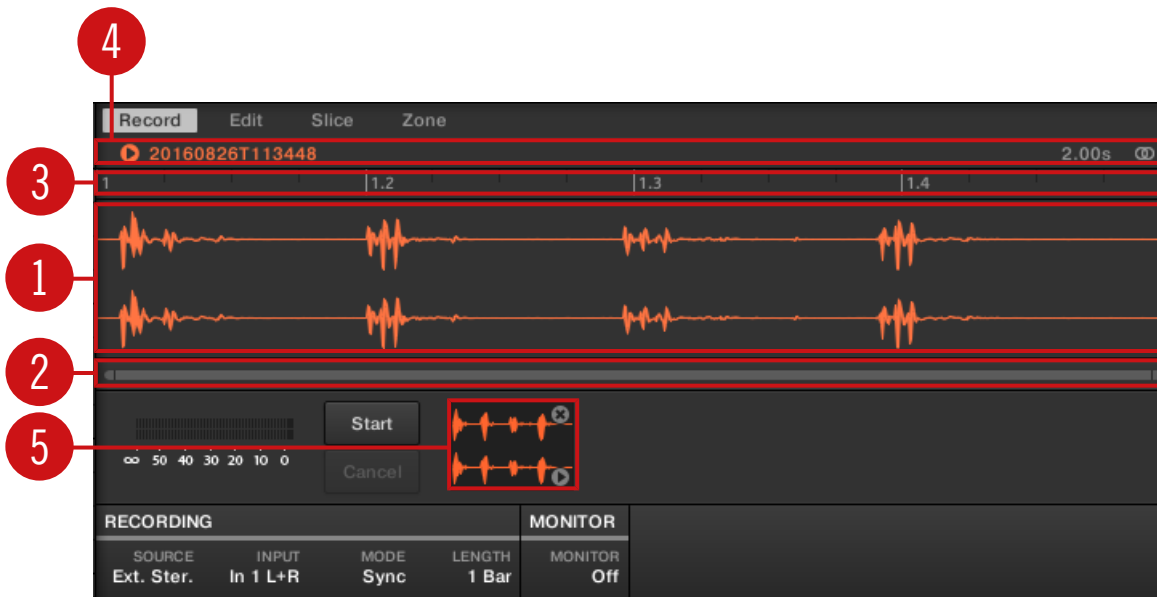 4
Record Edit Slice Zone
20160826T113448 2.00s
3
1 1.2 1.3 1.4
1
2
5
Start
∞ 50 40 30 20 10 0
Cancel
RECORDING MONITOR
SOURCE INPUT MODE LENGTH MONITOR
Ext. Ster. In 1 L+R Sync 1 Bar Off